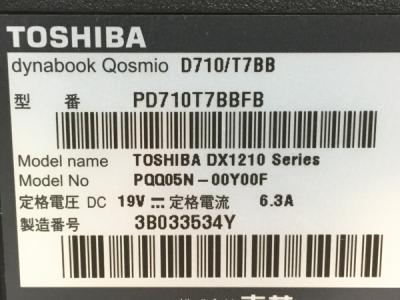 TOSHIBA
dynabook Qosmio D710/T7BB
型 番 PD710T7BBFB
Model name TOSHIBA DX1210 Series
Model No PQQ05N-00Y00F
定格電圧 DC 19V⎓ 定格電流 6.3A
製造番号 3B033534Y